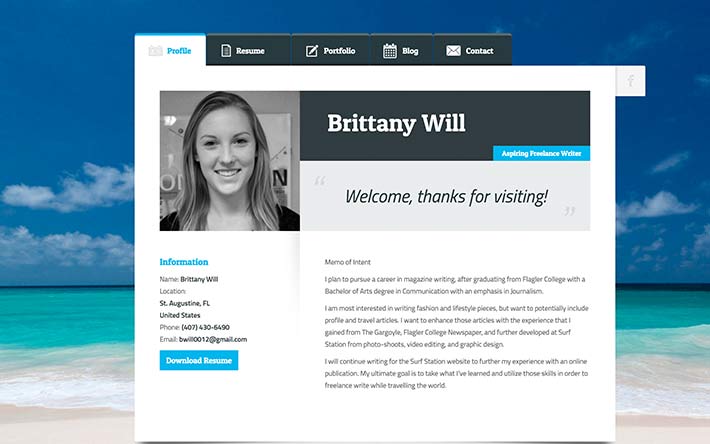 Profile
Resume
Portfolio
Blog
Contact
f
Brittany Will
Aspiring Freelance Writer
“ Welcome, thanks for visiting! ”
Information
Name: Brittany Will
Location:
St. Augustine, FL
United States
Phone: (407) 430-6490
Email: bwill0012@gmail.com
Download Resume
Memo of Intent
I plan to pursue a career in magazine writing, after graduating from Flagler College with a
Bachelor of Arts degree in Communication with an emphasis in Journalism.
I am most interested in writing fashion and lifestyle pieces, but want to potentially include
profile and travel articles. I want to enhance those articles with the experience that I
gained from The Gargoyle, Flagler College Newspaper, and further developed at Surf
Station from photo-shoots, video editing, and graphic design.
I will continue writing for the Surf Station website to further my experience with an online
publication. My ultimate goal is to take what I've learned and utilize those skills in order to
freelance write while travelling the world.